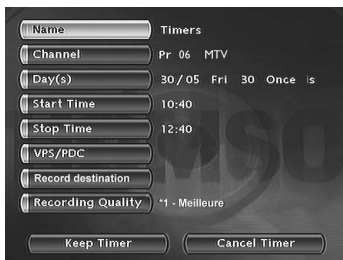 Name Timers
Channel Pr 06 MTV
Day(s) 30/05 Fri 30 Once is
Start Time 10:40
Stop Time 12:40
VPS/PDC
Record destination
Recording Quality *1 - Meilleure
Keep Timer Cancel Timer